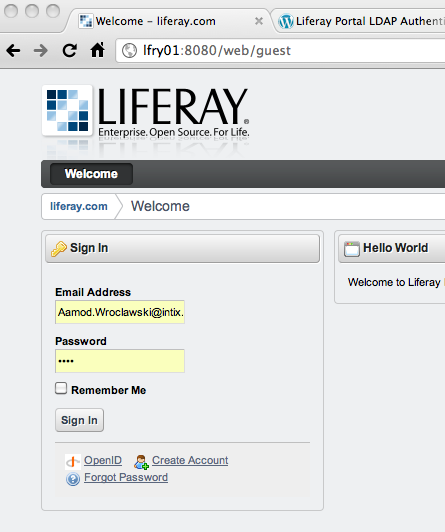 Welcome – liferay.com
Liferay Portal LDAP Authenti
lfry01:8080/web/guest
LIFERAY®
Enterprise. Open Source. For Life.
Welcome
liferay.com Welcome
Sign In
Hello World
Email Address
Welcome to Liferay
Aamod.Wroclawski@intix.
Password
••••
Remember Me
Sign In
OpenID Create Account
Forgot Password